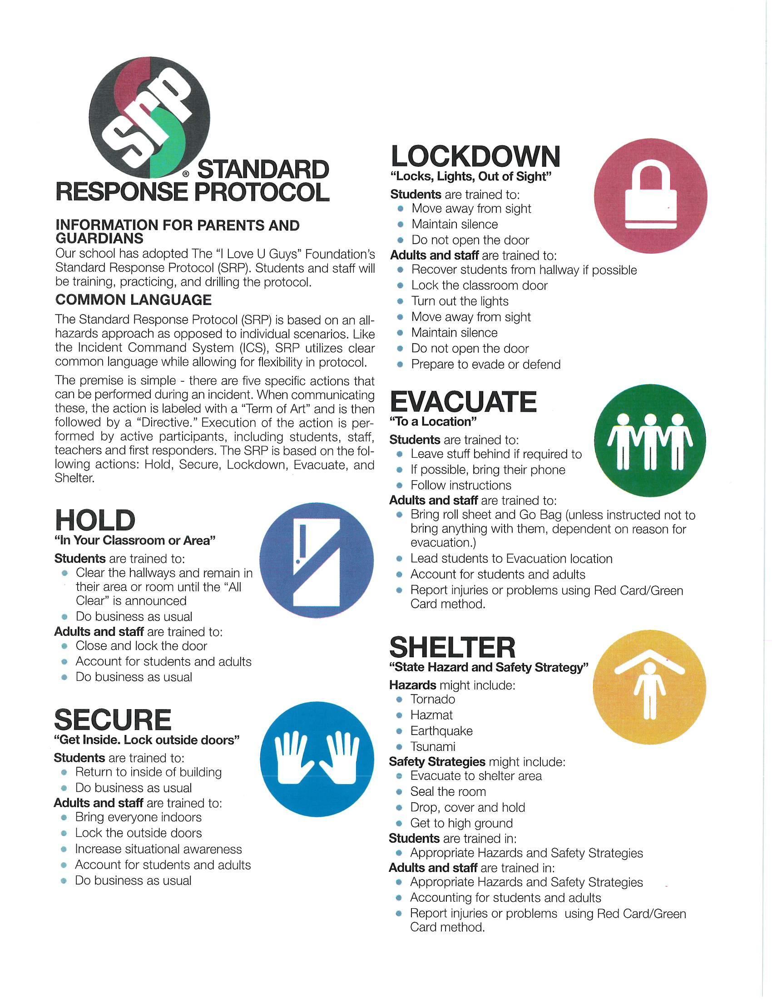 srp
® STANDARD
RESPONSE PROTOCOL
INFORMATION FOR PARENTS AND
GUARDIANS
Our school has adopted The “I Love U Guys” Foundation’s
Standard Response Protocol (SRP). Students and staff will
be training, practicing, and drilling the protocol.
COMMON LANGUAGE
The Standard Response Protocol (SRP) is based on an all-
hazards approach as opposed to individual scenarios. Like
the Incident Command System (ICS), SRP utilizes clear
common language while allowing for flexibility in protocol.
The premise is simple - there are five specific actions that
can be performed during an incident. When communicating
these, the action is labeled with a “Term of Art” and is then
followed by a “Directive.” Execution of the action is per-
formed by active participants, including students, staff,
teachers and first responders. The SRP is based on the fol-
lowing actions: Hold, Secure, Lockdown, Evacuate, and
Shelter.
HOLD
“In Your Classroom or Area”
Students are trained to:
• Clear the hallways and remain in
their area or room until the “All
Clear” is announced
• Do business as usual
Adults and staff are trained to:
• Close and lock the door
• Account for students and adults
• Do business as usual
SECURE
“Get Inside. Lock outside doors”
Students are trained to:
• Return to inside of building
• Do business as usual
Adults and staff are trained to:
• Bring everyone indoors
• Lock the outside doors
• Increase situational awareness
• Account for students and adults
• Do business as usual
LOCKDOWN
“Locks, Lights, Out of Sight”
Students are trained to:
• Move away from sight
• Maintain silence
• Do not open the door
Adults and staff are trained to:
• Recover students from hallway if possible
• Lock the classroom door
• Turn out the lights
• Move away from sight
• Maintain silence
• Do not open the door
• Prepare to evade or defend
EVACUATE
“To a Location”
Students are trained to:
• Leave stuff behind if required to
• If possible, bring their phone
• Follow instructions
Adults and staff are trained to:
• Bring roll sheet and Go Bag (unless instructed not to
bring anything with them, dependent on reason for
evacuation.)
• Lead students to Evacuation location
• Account for students and adults
• Report injuries or problems using Red Card/Green
Card method.
SHELTER
“State Hazard and Safety Strategy”
Hazards might include:
• Tornado
• Hazmat
• Earthquake
• Tsunami
Safety Strategies might include:
• Evacuate to shelter area
• Seal the room
• Drop, cover and hold
• Get to high ground
Students are trained in:
• Appropriate Hazards and Safety Strategies
Adults and staff are trained in:
• Appropriate Hazards and Safety Strategies
• Accounting for students and adults
• Report injuries or problems  using Red Card/Green
Card method.